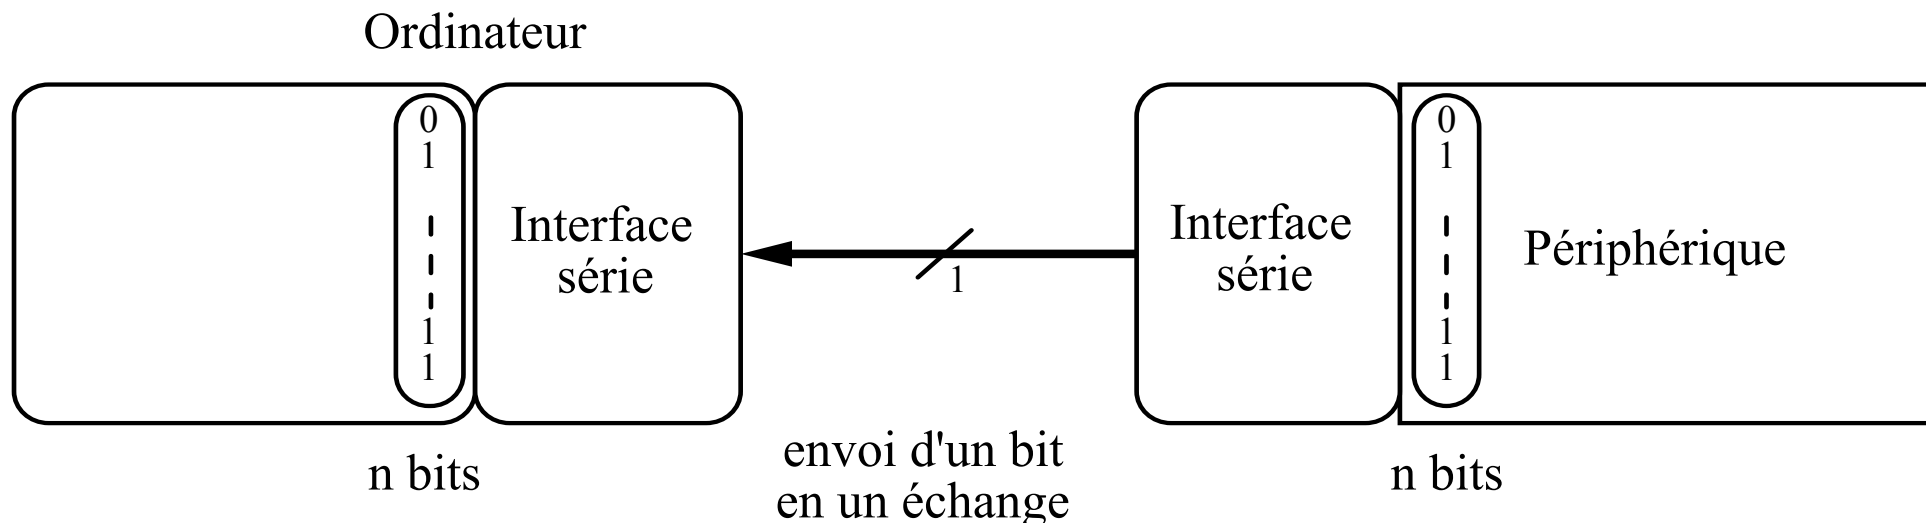 Ordinateur
0
1
1
1
Interface
série
1
Interface
série
0
1
1
1
Périphérique
n bits
envoi d'un bit
en un échange
n bits